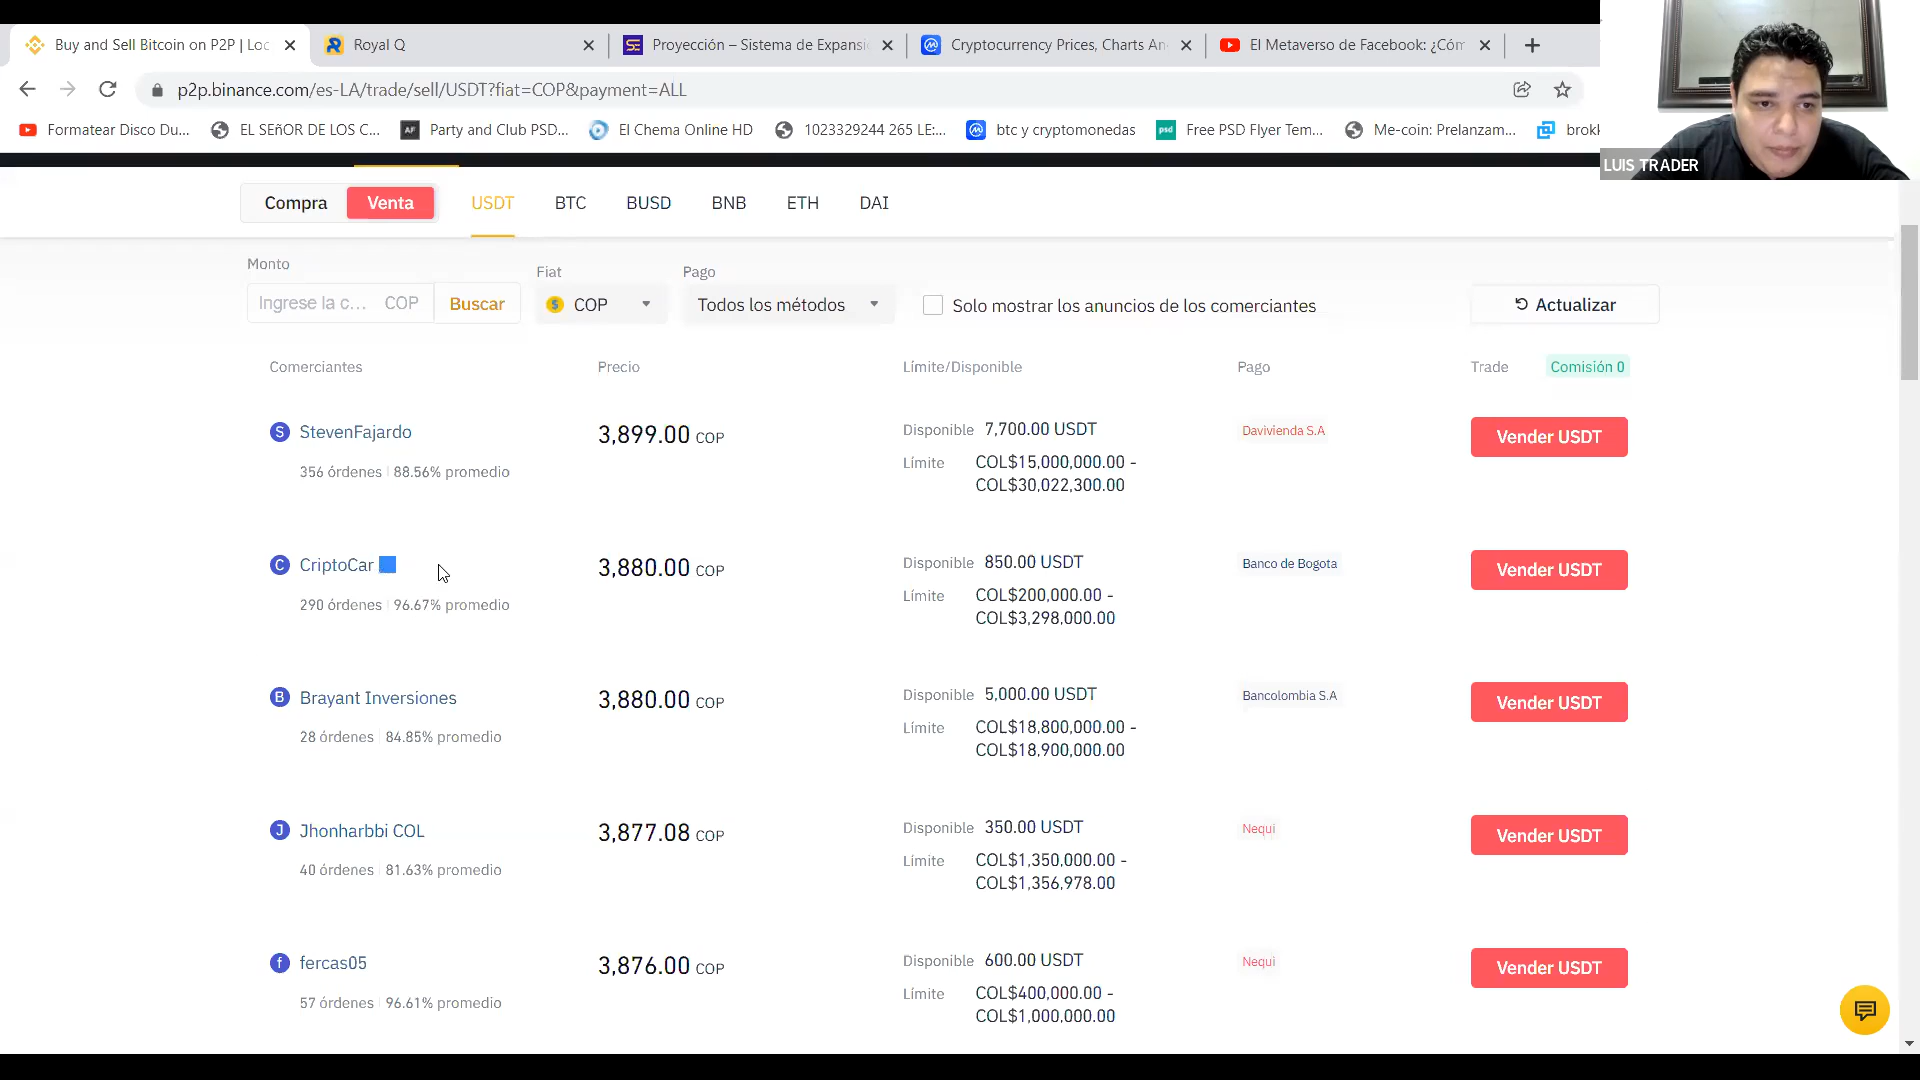 Buy and Sell Bitcoin on P2P | Loc
Royal Q
Proyección – Sistema de Expansi
Cryptocurrency Prices, Charts An
El Metaverso de Facebook: ¿Cóm
p2p.binance.com/es-LA/trade/sell/USDT?fiat=COP&payment=ALL
Formatear Disco Du...
EL SEñOR DE LOS C...
AF
Party and Club PSD...
El Chema Online HD
1023329244 265 LE:...
btc y cryptomonedas
psd
Free PSD Flyer Tem...
Me-coin: Prelanzam...
brokk
LUIS TRADER
Compra
Venta
USDT
BTC
BUSD
BNB
ETH
DAI
Monto
Fiat
Pago
Ingrese la c...
COP
Buscar
COP
Todos los métodos
Solo mostrar los anuncios de los comerciantes
Actualizar
Comerciantes
Precio
Límite/Disponible
Pago
Trade
Comisión 0
S StevenFajardo
356 órdenes | 88.56% promedio
3,899.00 COP
Disponible 7,700.00 USDT
Límite COL$15,000,000.00 -
COL$30,022,300.00
Davivienda S.A
Vender USDT
C CriptoCar
290 órdenes | 96.67% promedio
3,880.00 COP
Disponible 850.00 USDT
Límite COL$200,000.00 -
COL$3,298,000.00
Banco de Bogota
Vender USDT
B Brayant Inversiones
28 órdenes | 84.85% promedio
3,880.00 COP
Disponible 5,000.00 USDT
Límite COL$18,800,000.00 -
COL$18,900,000.00
Bancolombia S.A
Vender USDT
J Jhonharbbi COL
40 órdenes | 81.63% promedio
3,877.08 COP
Disponible 350.00 USDT
Límite COL$1,350,000.00 -
COL$1,356,978.00
Nequi
Vender USDT
f fercas05
57 órdenes | 96.61% promedio
3,876.00 COP
Disponible 600.00 USDT
Límite COL$400,000.00 -
COL$1,000,000.00
Nequi
Vender USDT